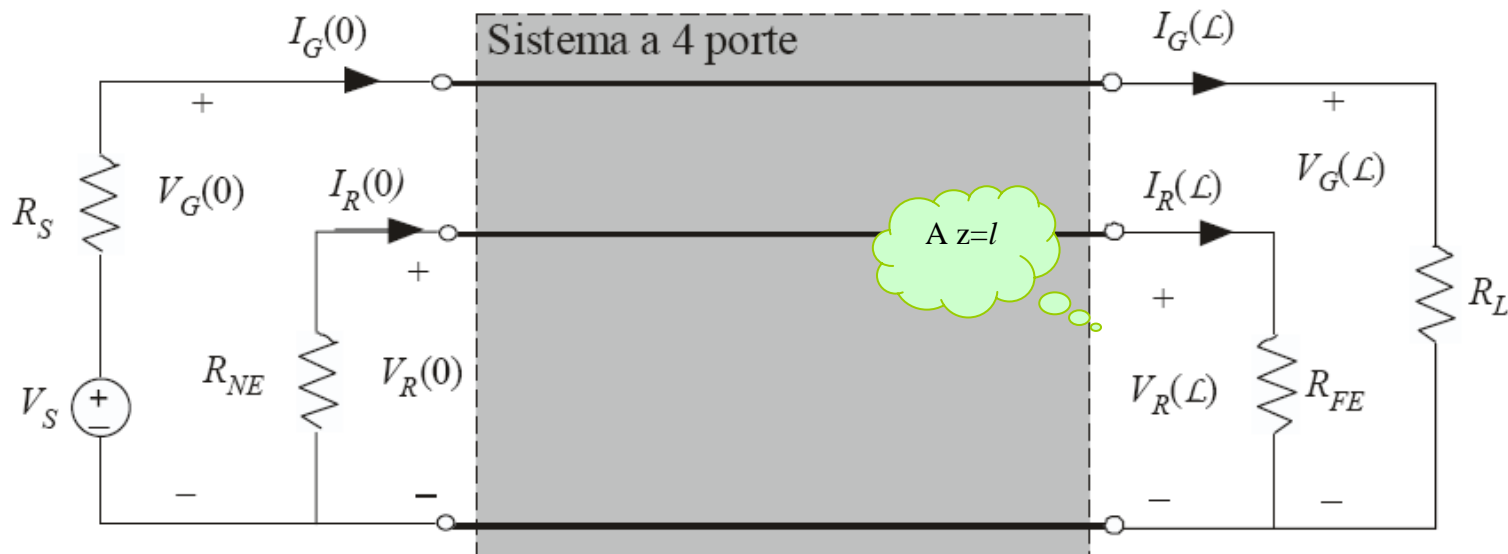 I_G(0)
Sistema a 4 porte
I_G(ℒ)
+
+
R_S
V_G(0)
I_R(0)
A z=l
I_R(ℒ)
V_G(ℒ)
+
+
R_L
R_NE
V_R(0)
V_S
+
−
V_R(ℒ)
R_FE
−
−
−
−